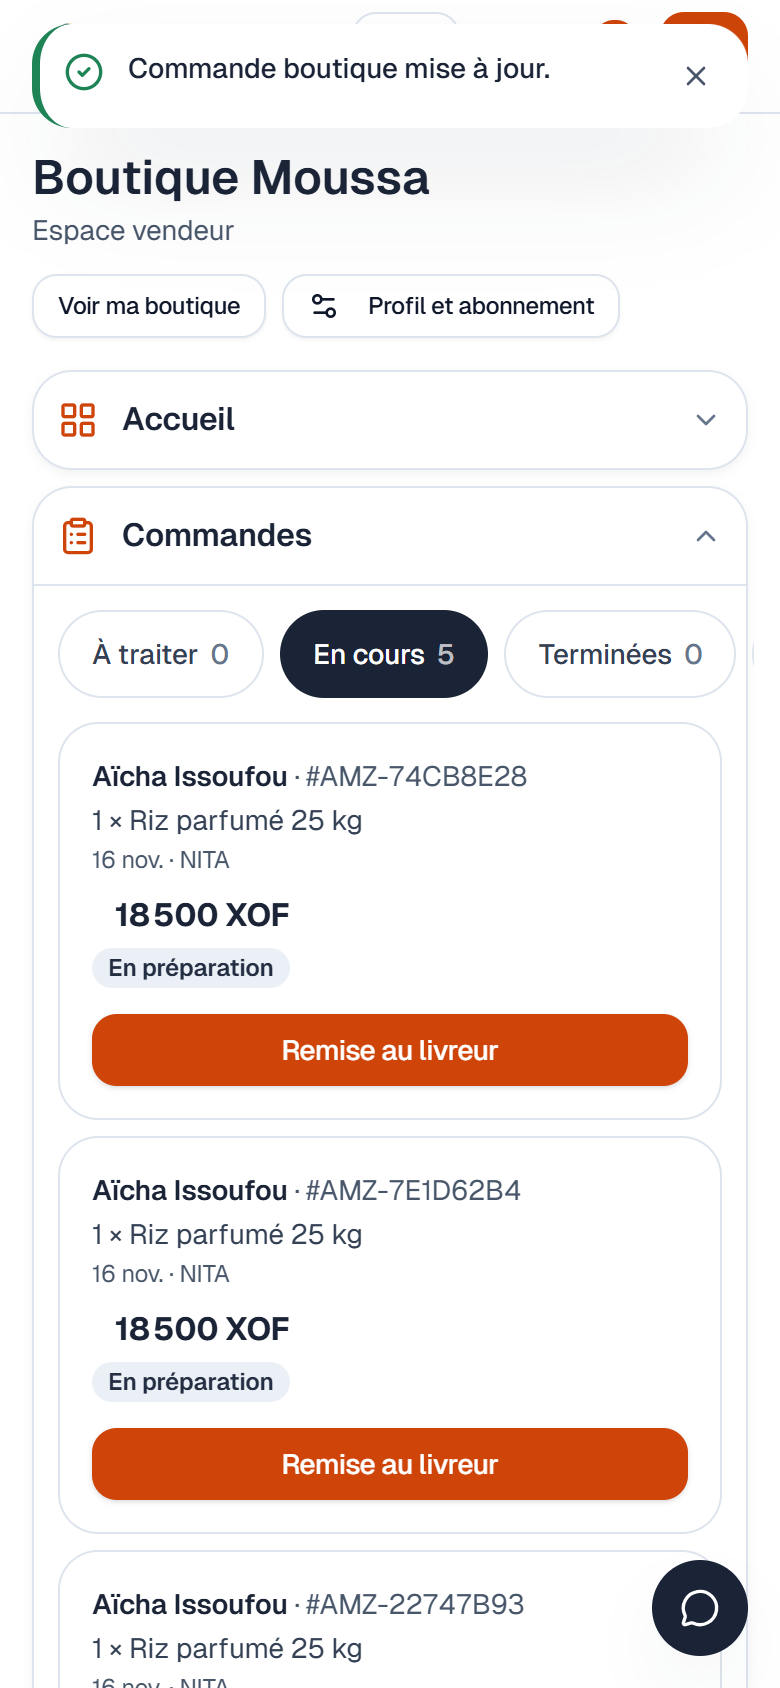 Commande boutique mise à jour.
Boutique Moussa
Espace vendeur
Voir ma boutique
Profil et abonnement
Accueil
Commandes
À traiter 0
En cours 5
Terminées 0
Aïcha Issoufou · #AMZ-74CB8E28
1 × Riz parfumé 25 kg
16 nov. · NITA
18 500 XOF
En préparation
Remise au livreur
Aïcha Issoufou · #AMZ-7E1D62B4
1 × Riz parfumé 25 kg
16 nov. · NITA
18 500 XOF
En préparation
Remise au livreur
Aïcha Issoufou · #AMZ-22747B93
1 × Riz parfumé 25 kg
16 nov. · NITA